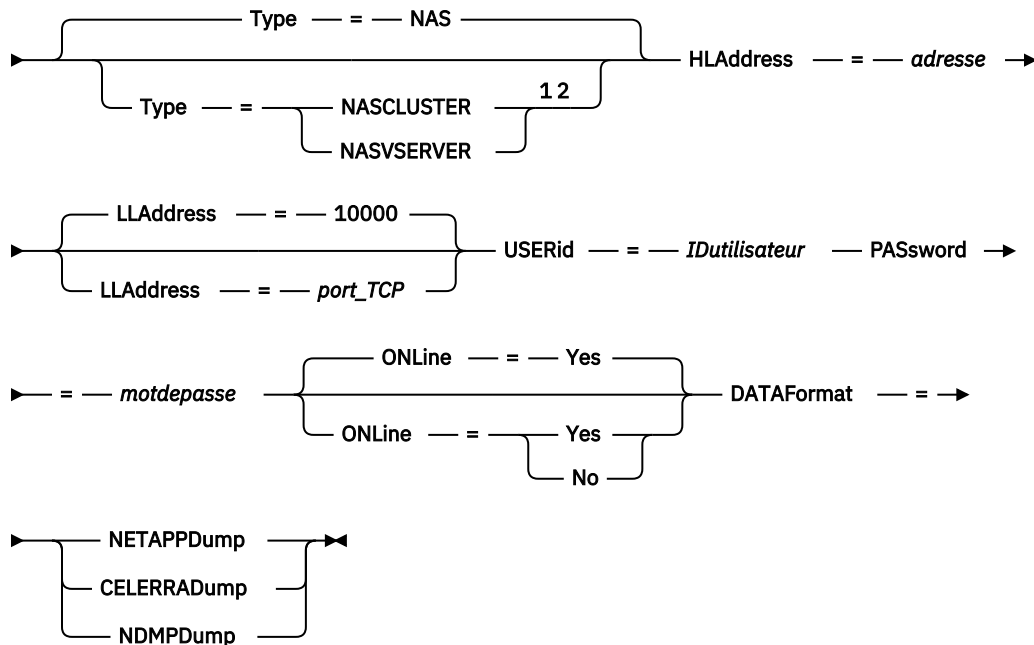 Type = NAS
HLAddress = adresse
Type = NASCLUSTER 1 2
NASVSERVER
LLAddress = 10000
USERid = IDutilisateur PASsword
LLAddress = port_TCP
ONLine = Yes
= motdepasse DATAFormat =
ONLine = Yes
No
NETAPPDump
CELERRADump
NDMPDump